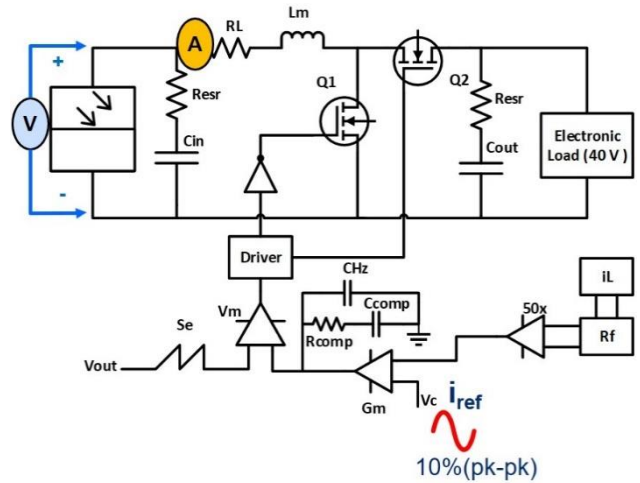 Lm
RL
A
+
Q1
Q2
Resr
Resr
V
Cin
Cout
Electronic
Load (40 V)
-
Driver
CHz
iL
Ccomp
50x
Vm
Se
Rcomp
Rf
Vout
Gm
Vc
iref
10%(pk-pk)